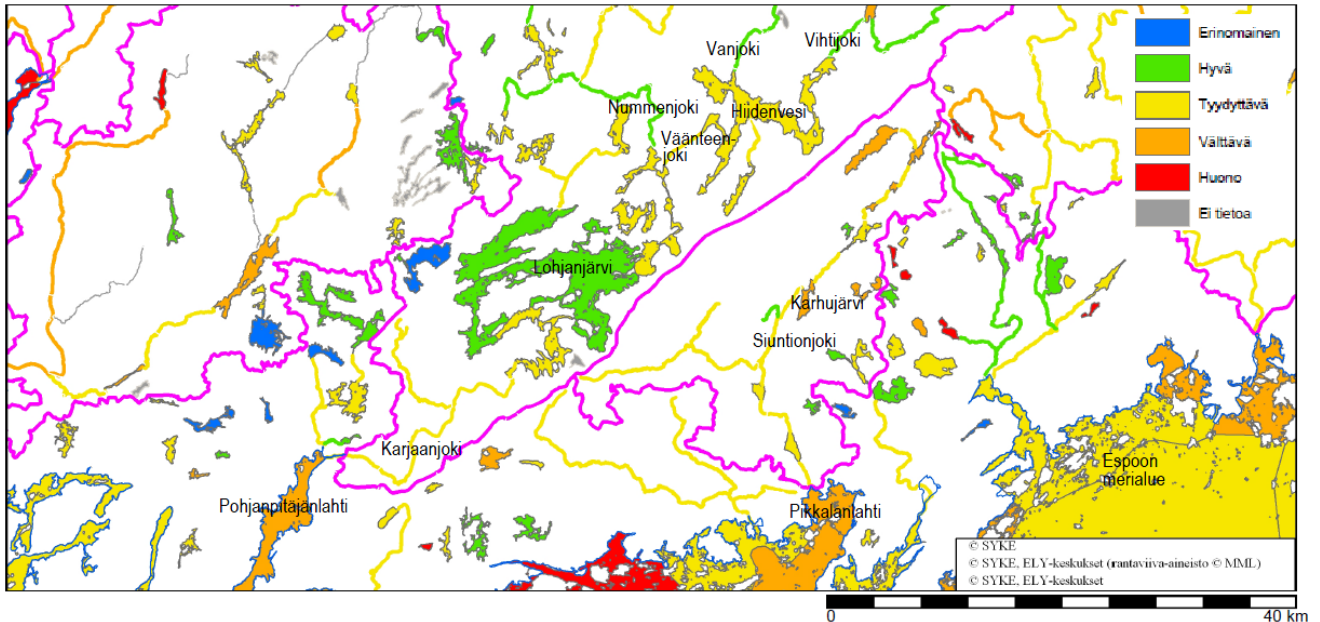 Erinomainen
Hyvä
Tyydyttävä
Välttävä
Huono
Ei tietoa
Vanjoki
Vihtijoki
Nummenjoki
Hiidenvesi
Väänteen-
joki
Lohjanjärvi
Karhujärvi
Siuntionjoki
Karjaanjoki
Espoon
merialue
Pohjanpitäjänlahti
Pikkalanlahti
© SYKE
© SYKE, ELY-keskukset (rantaviiva-aineisto © MML)
© SYKE, ELY-keskukset
0
40 km